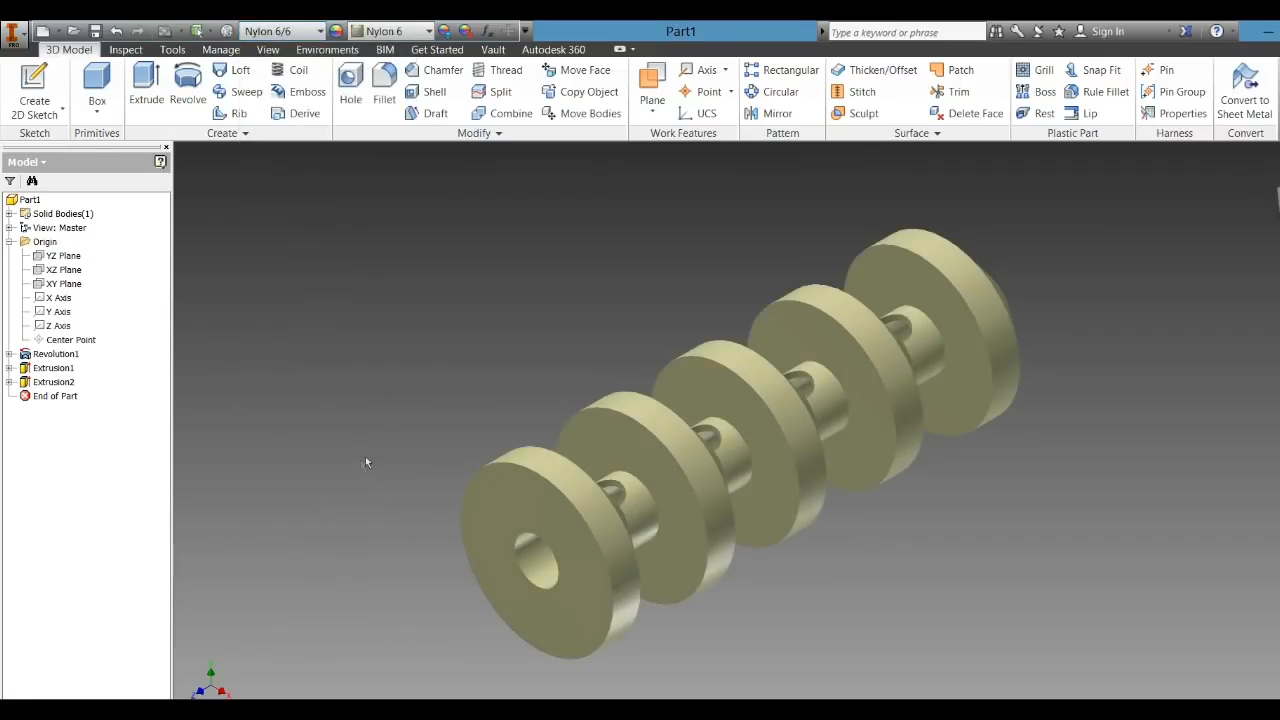 Nylon 6/6 Nylon 6 Part1 Type a keyword or phrase Sign In
PRO 3D Model Inspect Tools Manage View Environments BIM Get Started Vault Autodesk 360
Loft Coil Chamfer Thread Move Face Axis Rectangular Thicken/Offset Patch Grill Snap Fit Pin
Create 2D Sketch Box Extrude Revolve Sweep Emboss Hole Fillet Shell Split Copy Object Plane Point Circular Stitch Trim Boss Rule Fillet Pin Group Convert to Sheet Metal
Rib Derive Draft Combine Move Bodies UCS Mirror Sculpt Delete Face Rest Lip Properties
Sketch Primitives Create Modify Work Features Pattern Surface Plastic Part Harness Convert
Model
Part1
Solid Bodies(1)
View: Master
Origin
YZ Plane
XZ Plane
XY Plane
X Axis
Y Axis
Z Axis
Center Point
Revolution1
Extrusion1
Extrusion2
End of Part